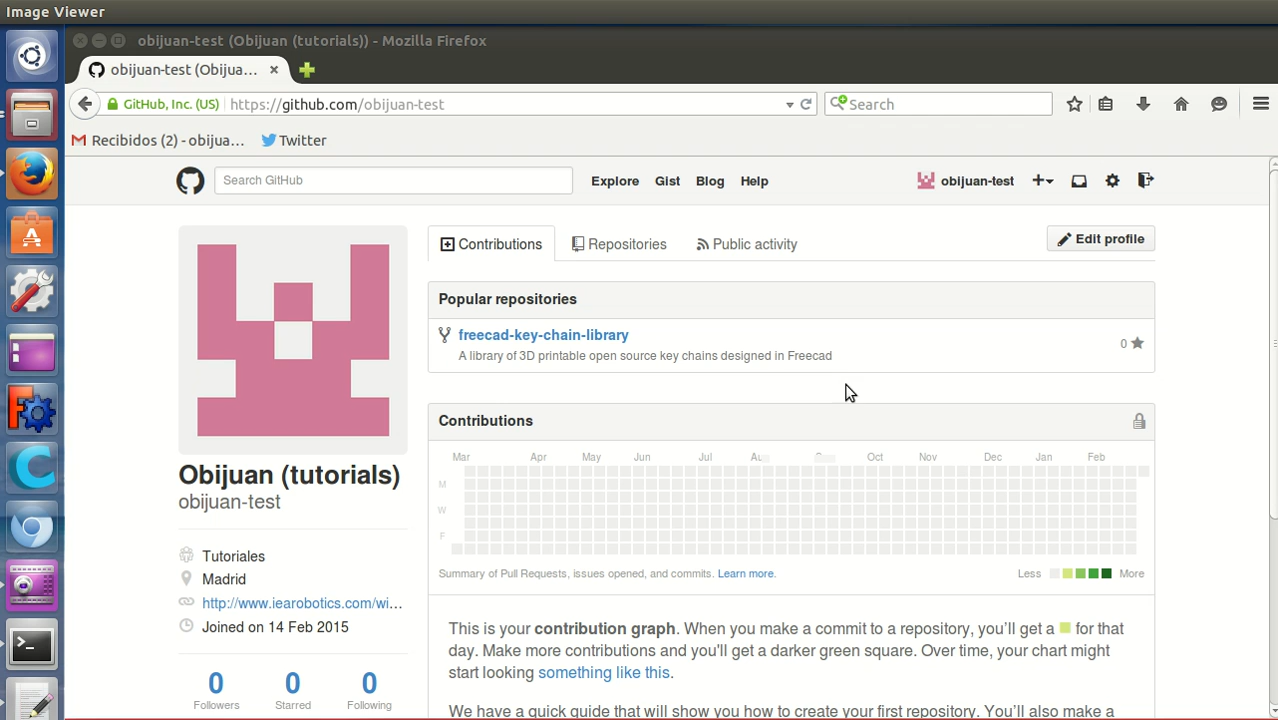 Image Viewer
obijuan-test (Obijuan (tutorials)) - Mozilla Firefox
obijuan-test (Obijua...
GitHub, Inc. (US) https://github.com/obijuan-test
Search
Recibidos (2) - obijua... Twitter
Search GitHub
Explore Gist Blog Help
obijuan-test
Contributions Repositories Public activity
Edit profile
Popular repositories
freecad-key-chain-library
A library of 3D printable open source key chains designed in Freecad
0
Contributions
Mar Apr May Jun Jul Oct Nov Dec Jan Feb
M
W
F
Summary of Pull Requests, issues opened, and commits. Learn more.
Less More
This is your contribution graph. When you make a commit to a repository, you'll get a for that
day. Make more contributions and you'll get a darker green square. Over time, your chart might
start looking something like this.
We have a quick guide that will show you how to create your first repository. You'll also make a
Obijuan (tutorials)
obijuan-test
Tutoriales
Madrid
http://www.iearobotics.com/wi...
Joined on 14 Feb 2015
0 0 0
Followers Starred Following